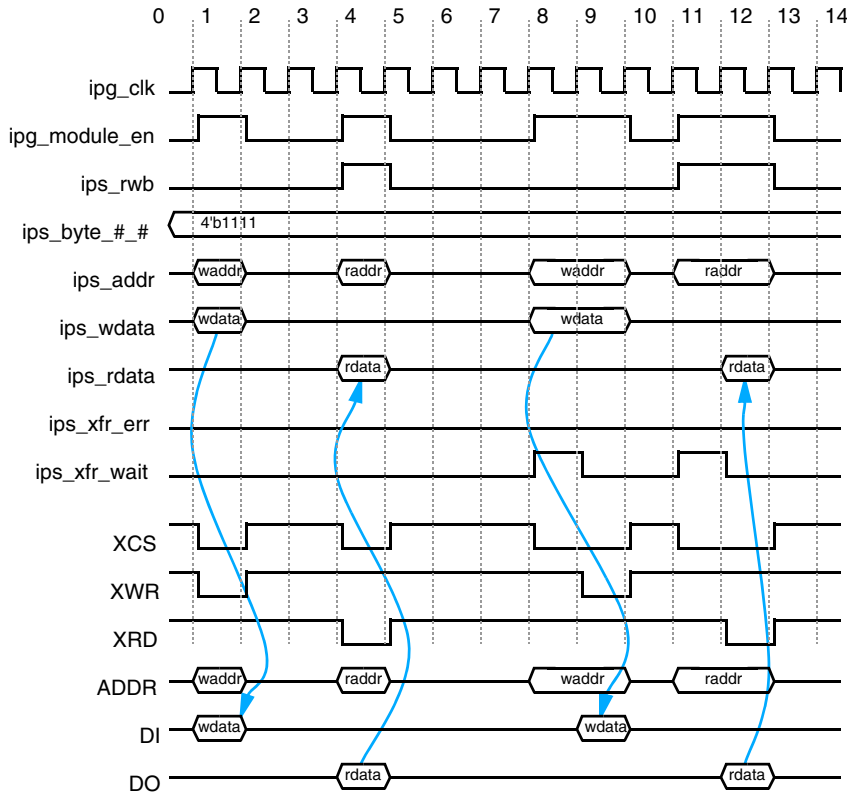 0 1 2 3 4 5 6 7 8 9 10 11 12 13 14
ipg_clk
ipg_module_en
ips_rwb
ips_byte_#_# 4'b1111
ips_addr waddr raddr waddr raddr
ips_wdata wdata wdata
ips_rdata rdata rdata
ips_xfr_err
ips_xfr_wait
XCS
XWR
XRD
ADDR waddr raddr waddr raddr
DI wdata wdata
DO rdata rdata